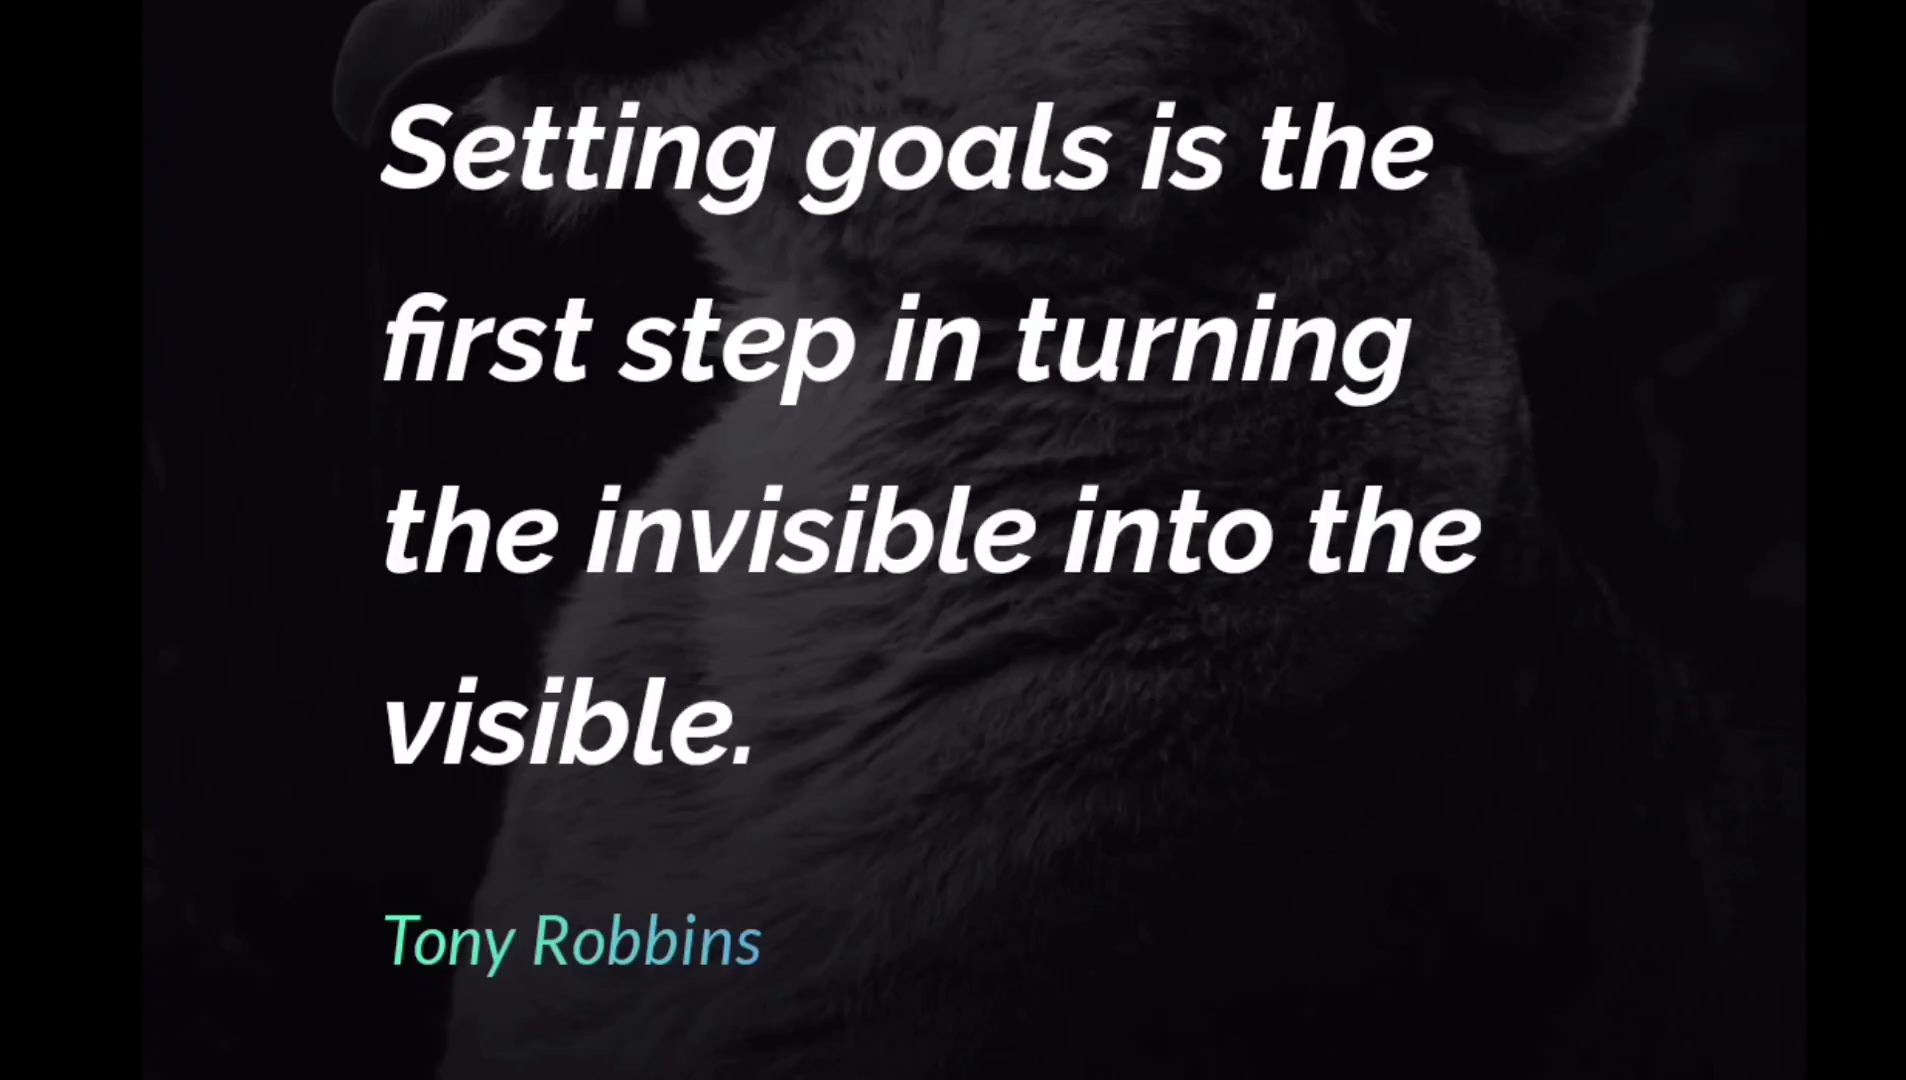 Setting goals is the
first step in turning
the invisible into the
visible.
Tony Robbins